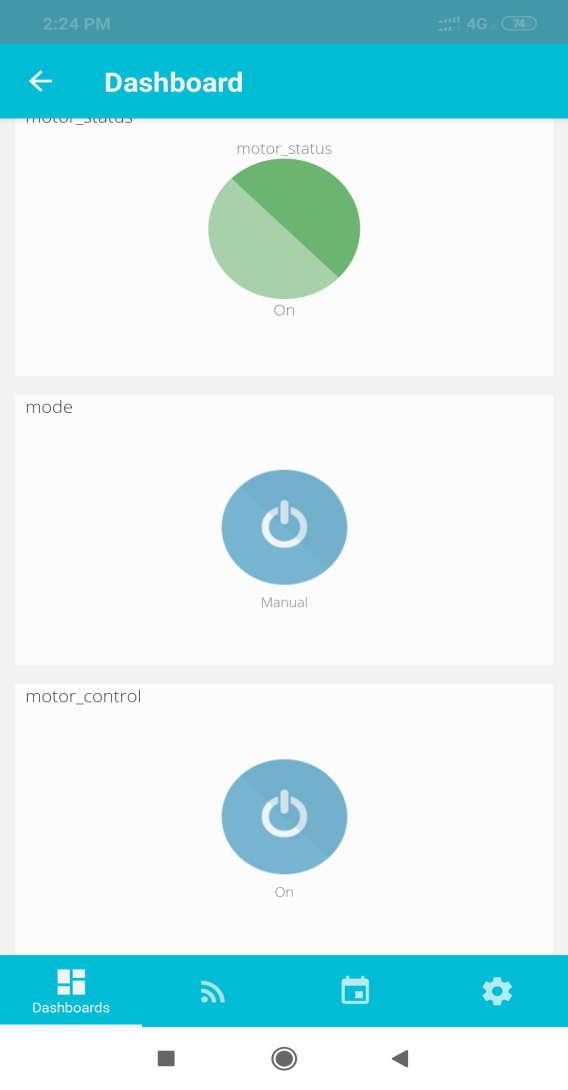 2:24 PM
4G
74
Dashboard
motor_status
motor_status
On
mode
Manual
motor_control
On
Dashboards